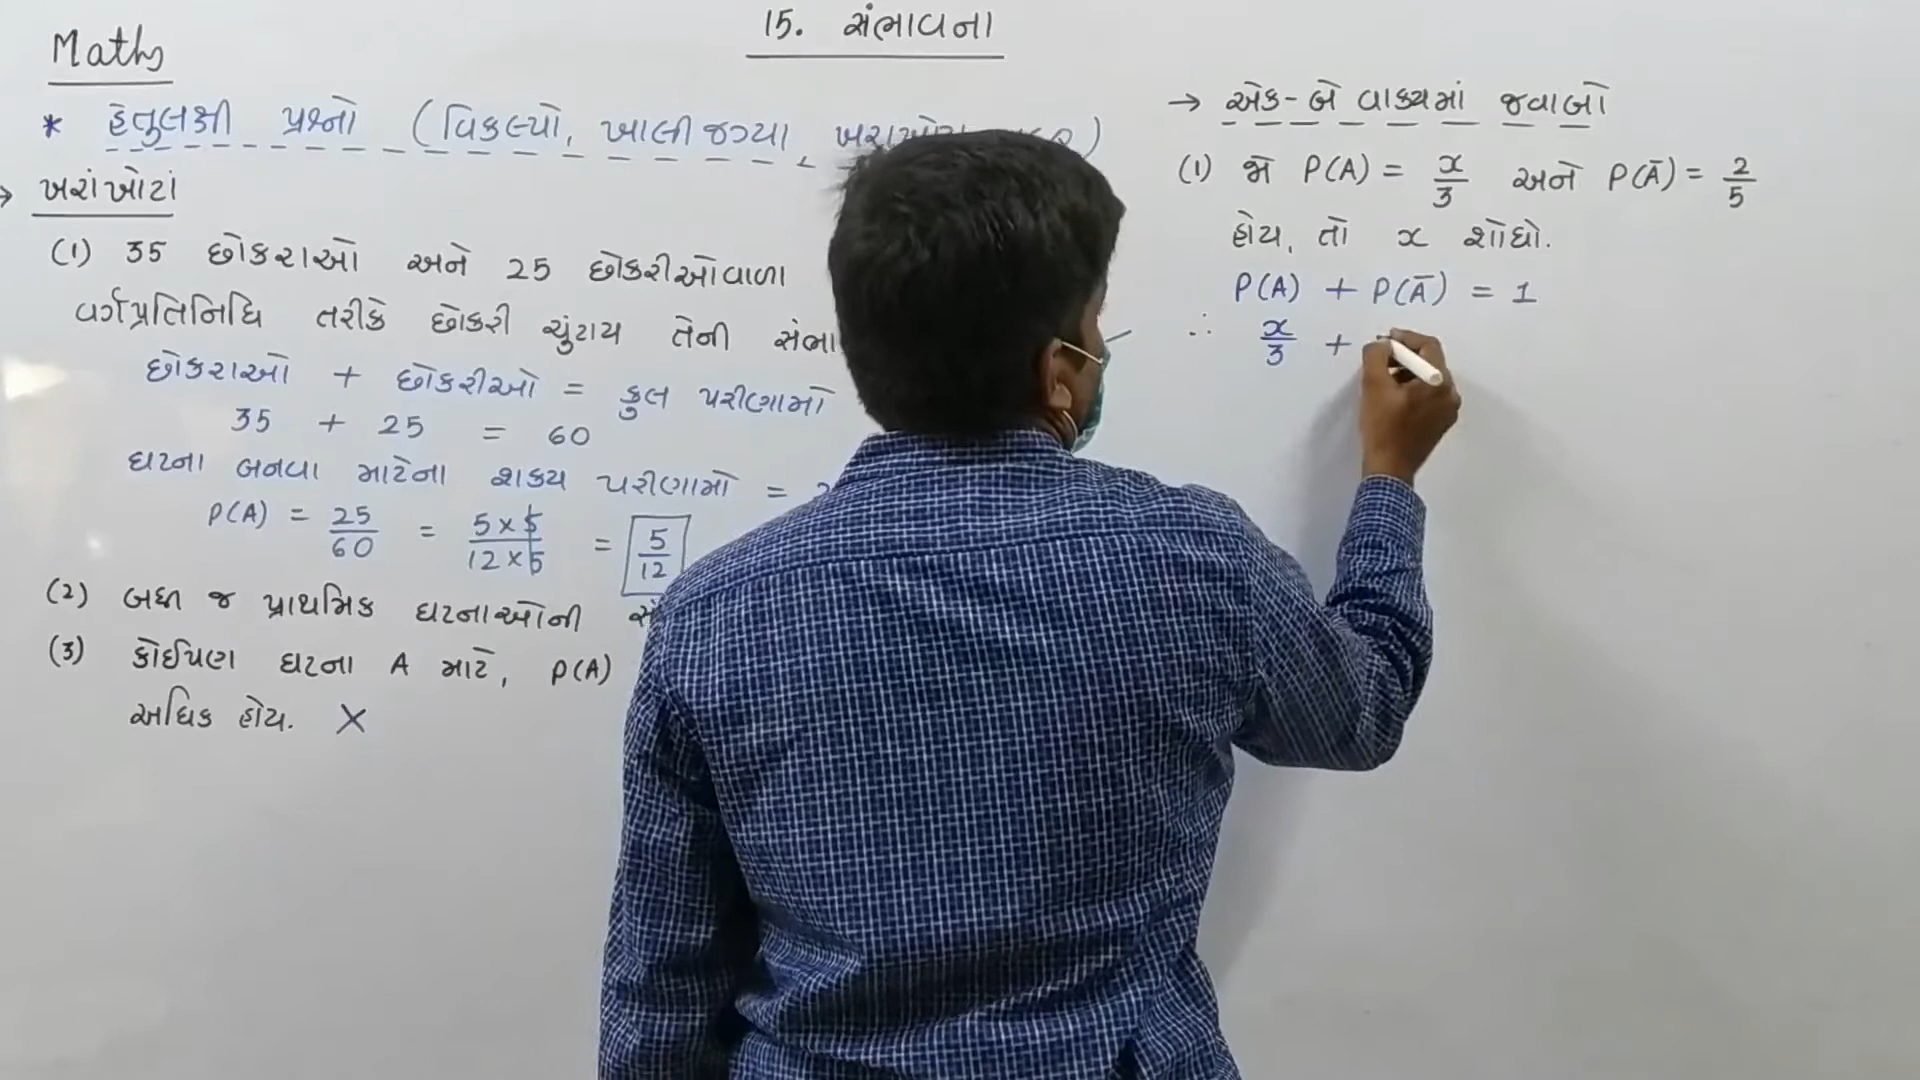 Maths
15. સંભાવના
* હેતુલક્ષી પ્રશ્નો (વિકલ્પો, ખાલીજગ્યા,
→ ખરાંખોટાં
(1) 35 છોકરાઓ અને 25 છોકરીઓવાળા
વર્ગપ્રતિનિધિ તરીકે છોકરી ચુંટાય તેની
છોકરાઓ + છોકરીઓ = કુલ પરીણામો
35 + 25 = 60
ઘટના બનવા માટેના શક્ય પરીણામો =
P(A) = 25/60 = 5×5/12×5 = 5/12
(2) બધી જ પ્રાથમિક ઘટનાઓની
(3) કોઈપણ ઘટના A માટે, P(A)
અધિક હોય. X
→ એક-બે વાક્યમાં જવાબો
(1) જો P(A) = x/3 અને P(Ā) = 2/5
હોય, તો x શોધો.
P(A) + P(Ā) = 1
∴ x/3 +